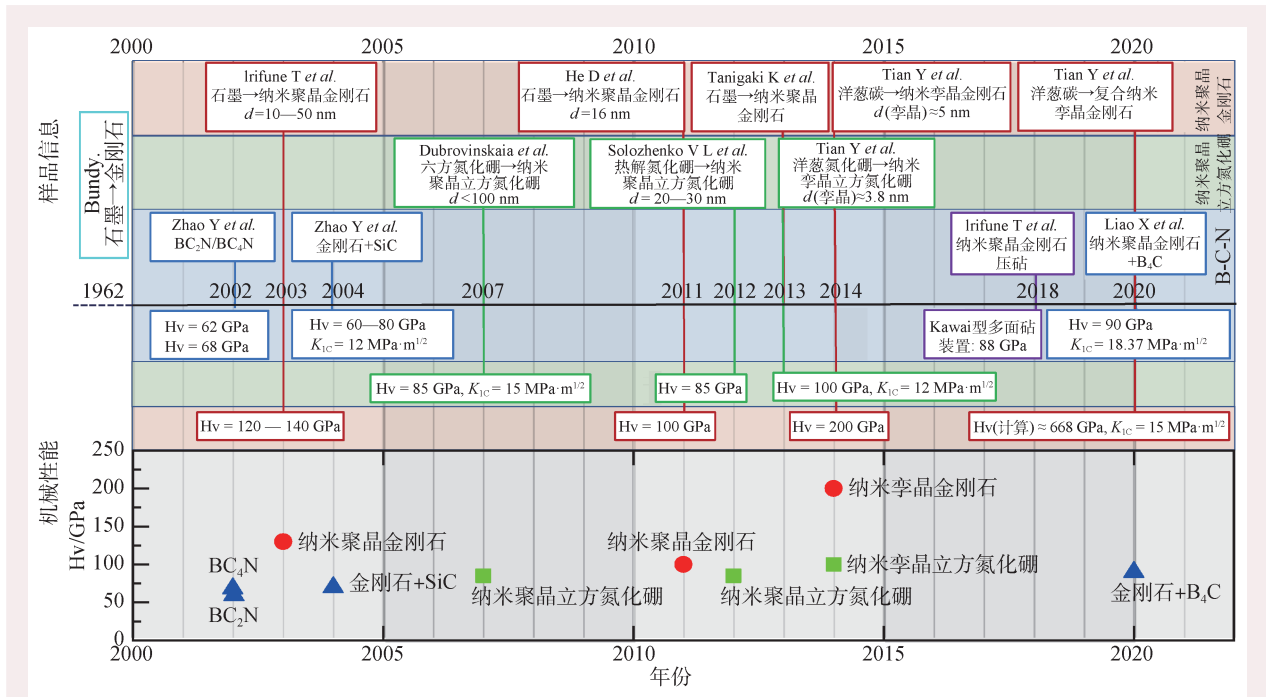 2000 2005 2010 2015 2020
样品信息
Bundy.
石墨→金刚石
lrifune T et al.
石墨→纳米聚晶金刚石
d=10—50 nm
He D et al.
石墨→纳米聚晶金刚石
d=16 nm
Tanigaki K et al.
石墨→纳米聚晶
金刚石
Tian Y et al.
洋葱碳→纳米孪晶金刚石
d(孪晶)≈5 nm
Tian Y et al.
洋葱碳→复合纳米
孪晶金刚石
纳米聚晶
金刚石
Dubrovinskaia et al.
六方氮化硼→纳米
聚晶立方氮化硼
d <100 nm
Solozhenko V L et al.
热解氮化硼→纳米
聚晶立方氮化硼
d = 20—30 nm
Tian Y et al.
洋葱氮化硼→纳米
孪晶立方氮化硼
d(孪晶)≈3.8 nm
纳米聚晶
立方氮化硼
Zhao Y et al.
BC₂N/BC₄N
Zhao Y et al.
金刚石+SiC
lrifune T et al.
纳米聚晶金刚石
压砧
Liao X et al.
纳米聚晶金刚石
+B₄C
B-C-N
1962 2002 2003 2004 2007 2011 2012 2013 2014 2018 2020
Hv = 62 GPa
Hv = 68 GPa
Hv = 60—80 GPa
K1C = 12 MPa·m1/2
Kawai型多面砧
装置: 88 GPa
Hv = 90 GPa
K1C = 18.37 MPa·m1/2
Hv = 85 GPa, K1C = 15 MPa·m1/2
Hv = 85 GPa
Hv = 100 GPa, K1C = 12 MPa·m1/2
Hv = 120 — 140 GPa
Hv = 100 GPa
Hv = 200 GPa
Hv(计算) ≈ 668 GPa, K1C = 15 MPa·m1/2
机械性能
Hv/GPa
250
200
150
100
50
0
纳米孪晶金刚石
纳米聚晶金刚石
纳米聚晶金刚石
纳米孪晶立方氮化硼
BC₄N
BC₂N
金刚石+SiC
纳米聚晶立方氮化硼
纳米聚晶立方氮化硼
金刚石+B₄C
2000 2005 2010 2015 2020
年份